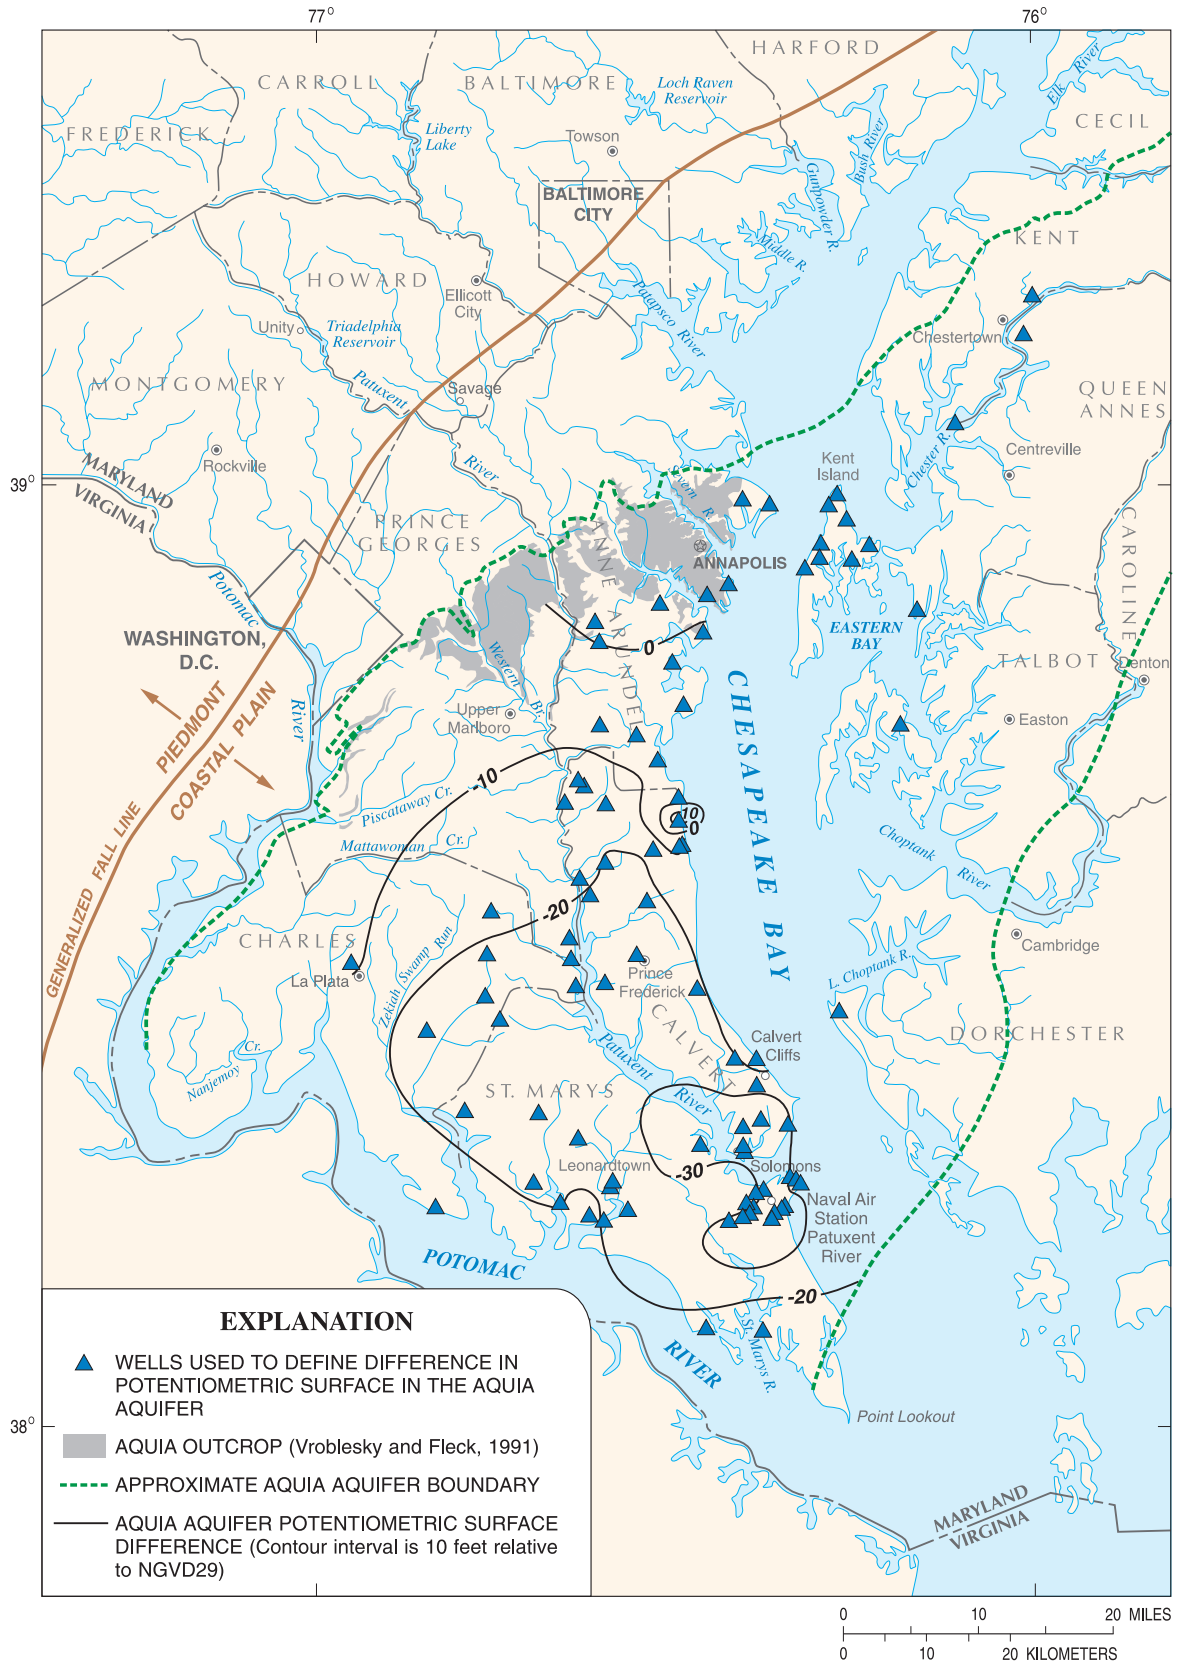 77°
76°
HARFORD
CARROLL
BALTIMORE
Loch Raven
Reservoir
Elk River
CECIL
FREDERICK
Liberty
Lake
Towson
Bush River
Gunpowder R.
BALTIMORE
CITY
Middle R.
KENT
HOWARD
Ellicott
City
Patapsco River
Unity
Triadelphia
Reservoir
Chestertown
MONTGOMERY
Patuxent
Savage
QUEEN
ANNES
Rockville
River
Chester R.
Centreville
Kent
Island
39°
MARYLAND
VIRGINIA
Severn R.
PRINCE
GEORGES
CAROLINE
ANNE ARUNDEL
ANNAPOLIS
Potomac
River
WASHINGTON,
D.C.
0
EASTERN
BAY
TALBOT
Denton
Western
Br.
Upper
Marlboro
Easton
CHESAPEAKE BAY
PIEDMONT
COASTAL PLAIN
GENERALIZED FALL LINE
-10
Piscataway Cr.
10
0
Mattawoman Cr.
Choptank
River
-20
CHARLES
La Plata
Zekiah Swamp Run
Prince
Frederick
Cambridge
L. Choptank R.
CALVERT
Calvert
Cliffs
DORCHESTER
Nanjemoy Cr.
ST. MARYS
Patuxent
River
Leonardtown
-30
Solomons
Naval Air
Station
Patuxent
River
POTOMAC
-20
RIVER
St. Marys R.
38°
Point Lookout
MARYLAND
VIRGINIA
EXPLANATION
WELLS USED TO DEFINE DIFFERENCE IN
POTENTIOMETRIC SURFACE IN THE AQUIA
AQUIFER
AQUIA OUTCROP (Vroblesky and Fleck, 1991)
APPROXIMATE AQUIA AQUIFER BOUNDARY
AQUIA AQUIFER POTENTIOMETRIC SURFACE
DIFFERENCE (Contour interval is 10 feet relative
to NGVD29)
0 10 20 MILES
0 10 20 KILOMETERS